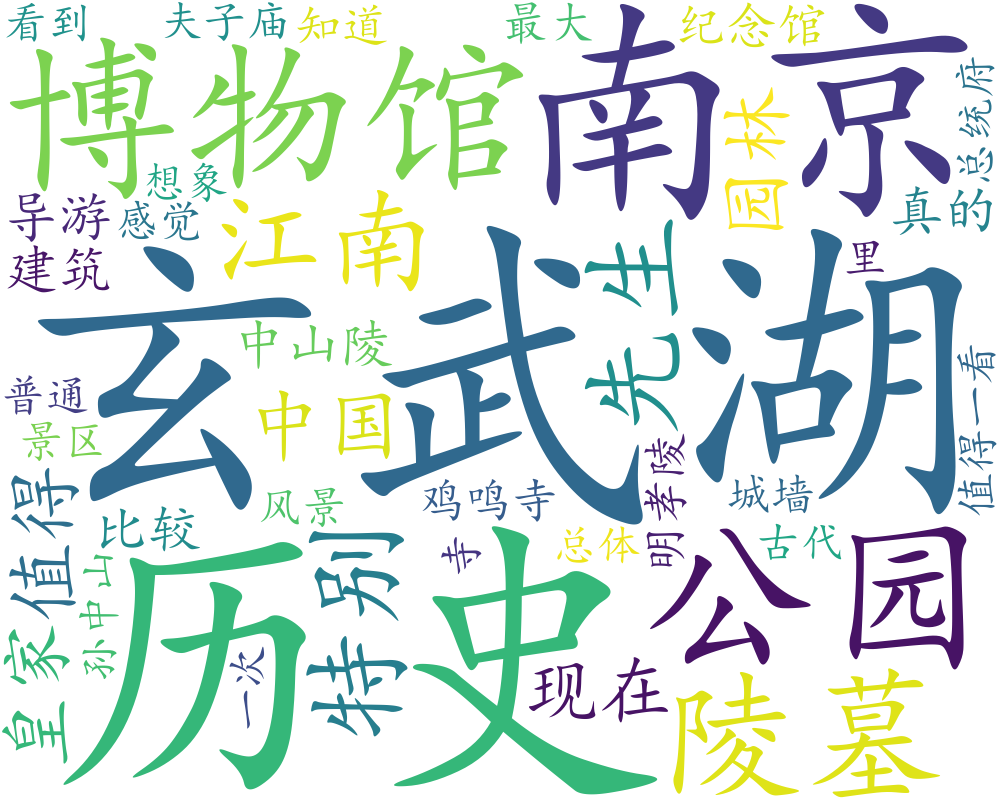 看到
夫子庙
知道
最大
纪念馆
博物馆
南京
园林
总统府
想象
导游
感觉
江南
真的
建筑
先生
里
玄武湖
中山陵
普通
中国
景区
值得一看
明孝陵
值得
风景
鸡鸣寺
城墙
比较
特别
寺
总体
古代
历史
公园
孙中山
皇家
一次
现在
陵墓